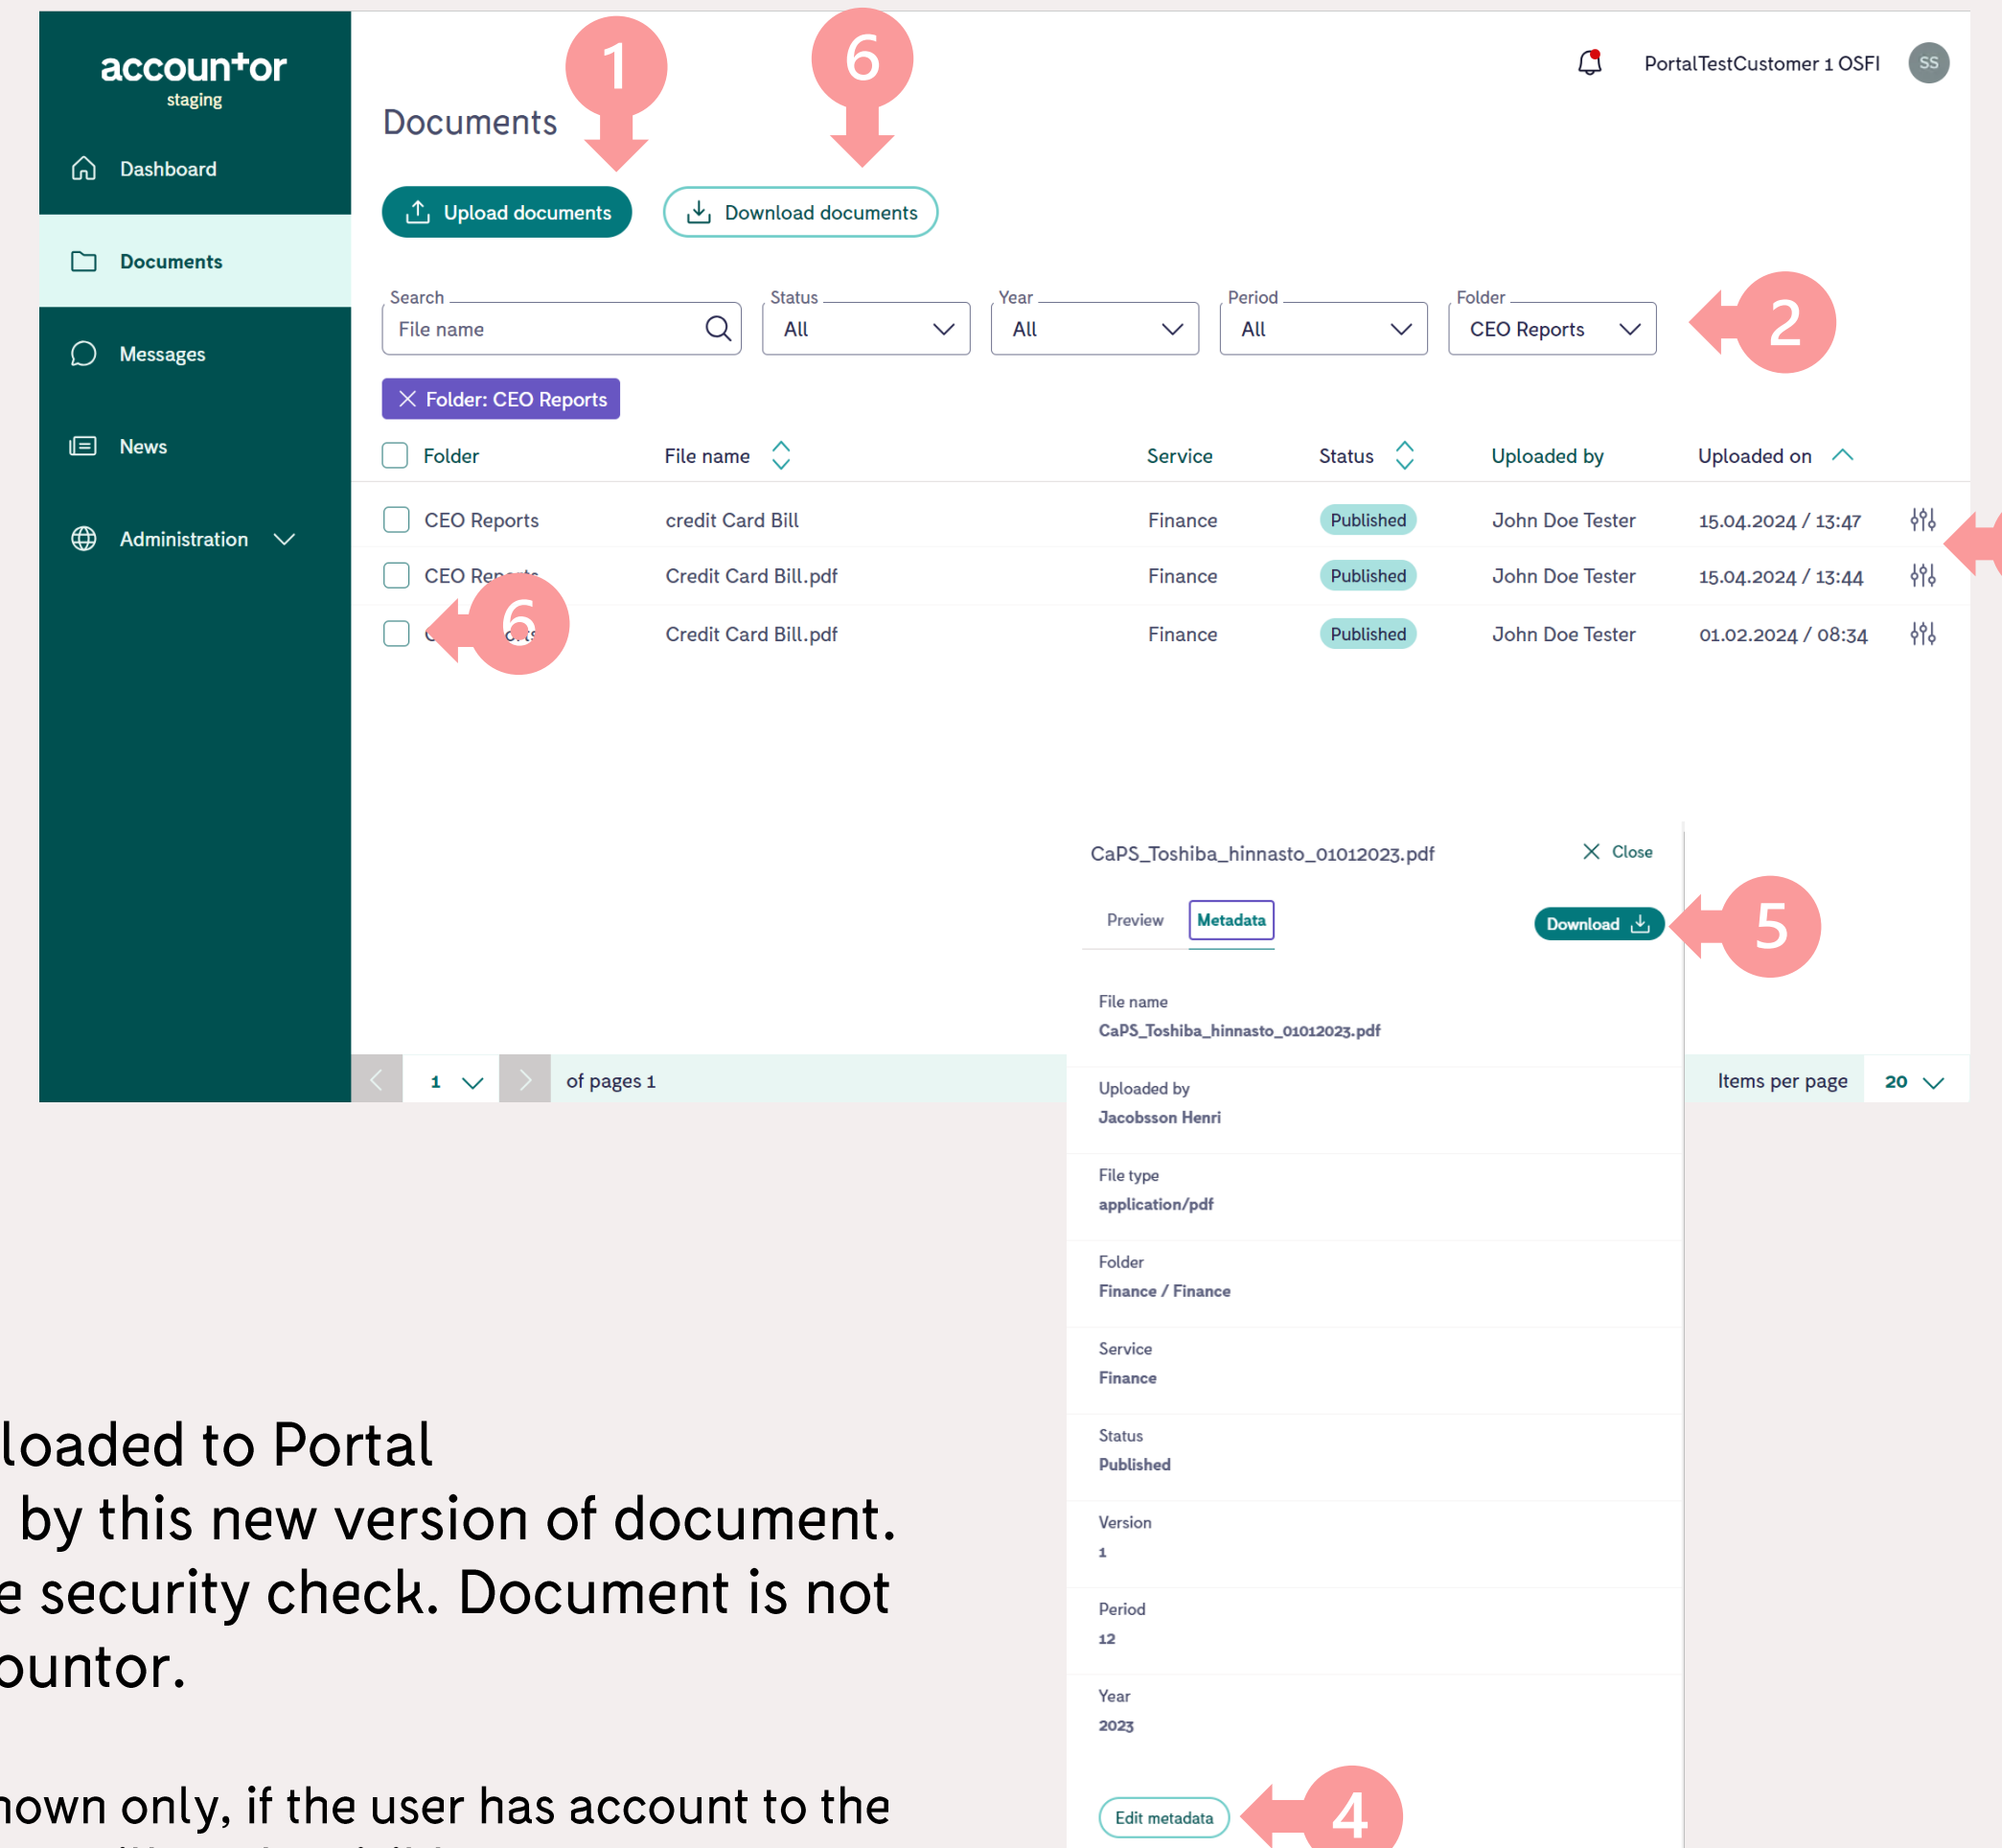 accountor
staging
Dashboard
Documents
Messages
News
Administration
1
6
PortalTestCustomer 1 OSFI
SS
Documents
Upload documents
Download documents
Search
File name
Status
All
Year
All
Period
All
Folder
CEO Reports
2
Folder: CEO Reports
Folder File name Service Status Uploaded by Uploaded on
CEO Reports credit Card Bill Finance Published John Doe Tester 15.04.2024 / 13:47
CEO Reports Credit Card Bill.pdf Finance Published John Doe Tester 15.04.2024 / 13:44
6 Credit Card Bill.pdf Finance Published John Doe Tester 01.02.2024 / 08:34
1 of pages 1
Items per page 20
CaPS_Toshiba_hinnasto_01012023.pdf
Close
Preview Metadata
Download
5
File name
CaPS_Toshiba_hinnasto_01012023.pdf
Uploaded by
Jacobsson Henri
File type
application/pdf
Folder
Finance / Finance
Service
Finance
Status
Published
Version
1
Period
12
Year
2023
Edit metadata
4
loaded to Portal
by this new version of document.
e security check. Document is not
ountor.
nown only, if the user has account to the